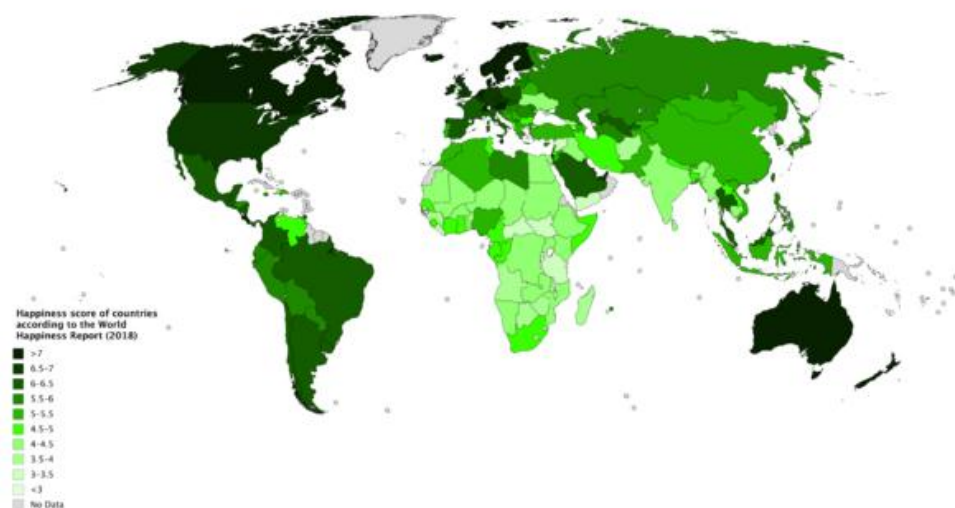 Happiness score of countries
according to the World
Happiness Report (2018)
>7
6.5-7
6-6.5
5.5-6
5-5.5
4.5-5
4-4.5
3.5-4
3-3.5
<3
No Data